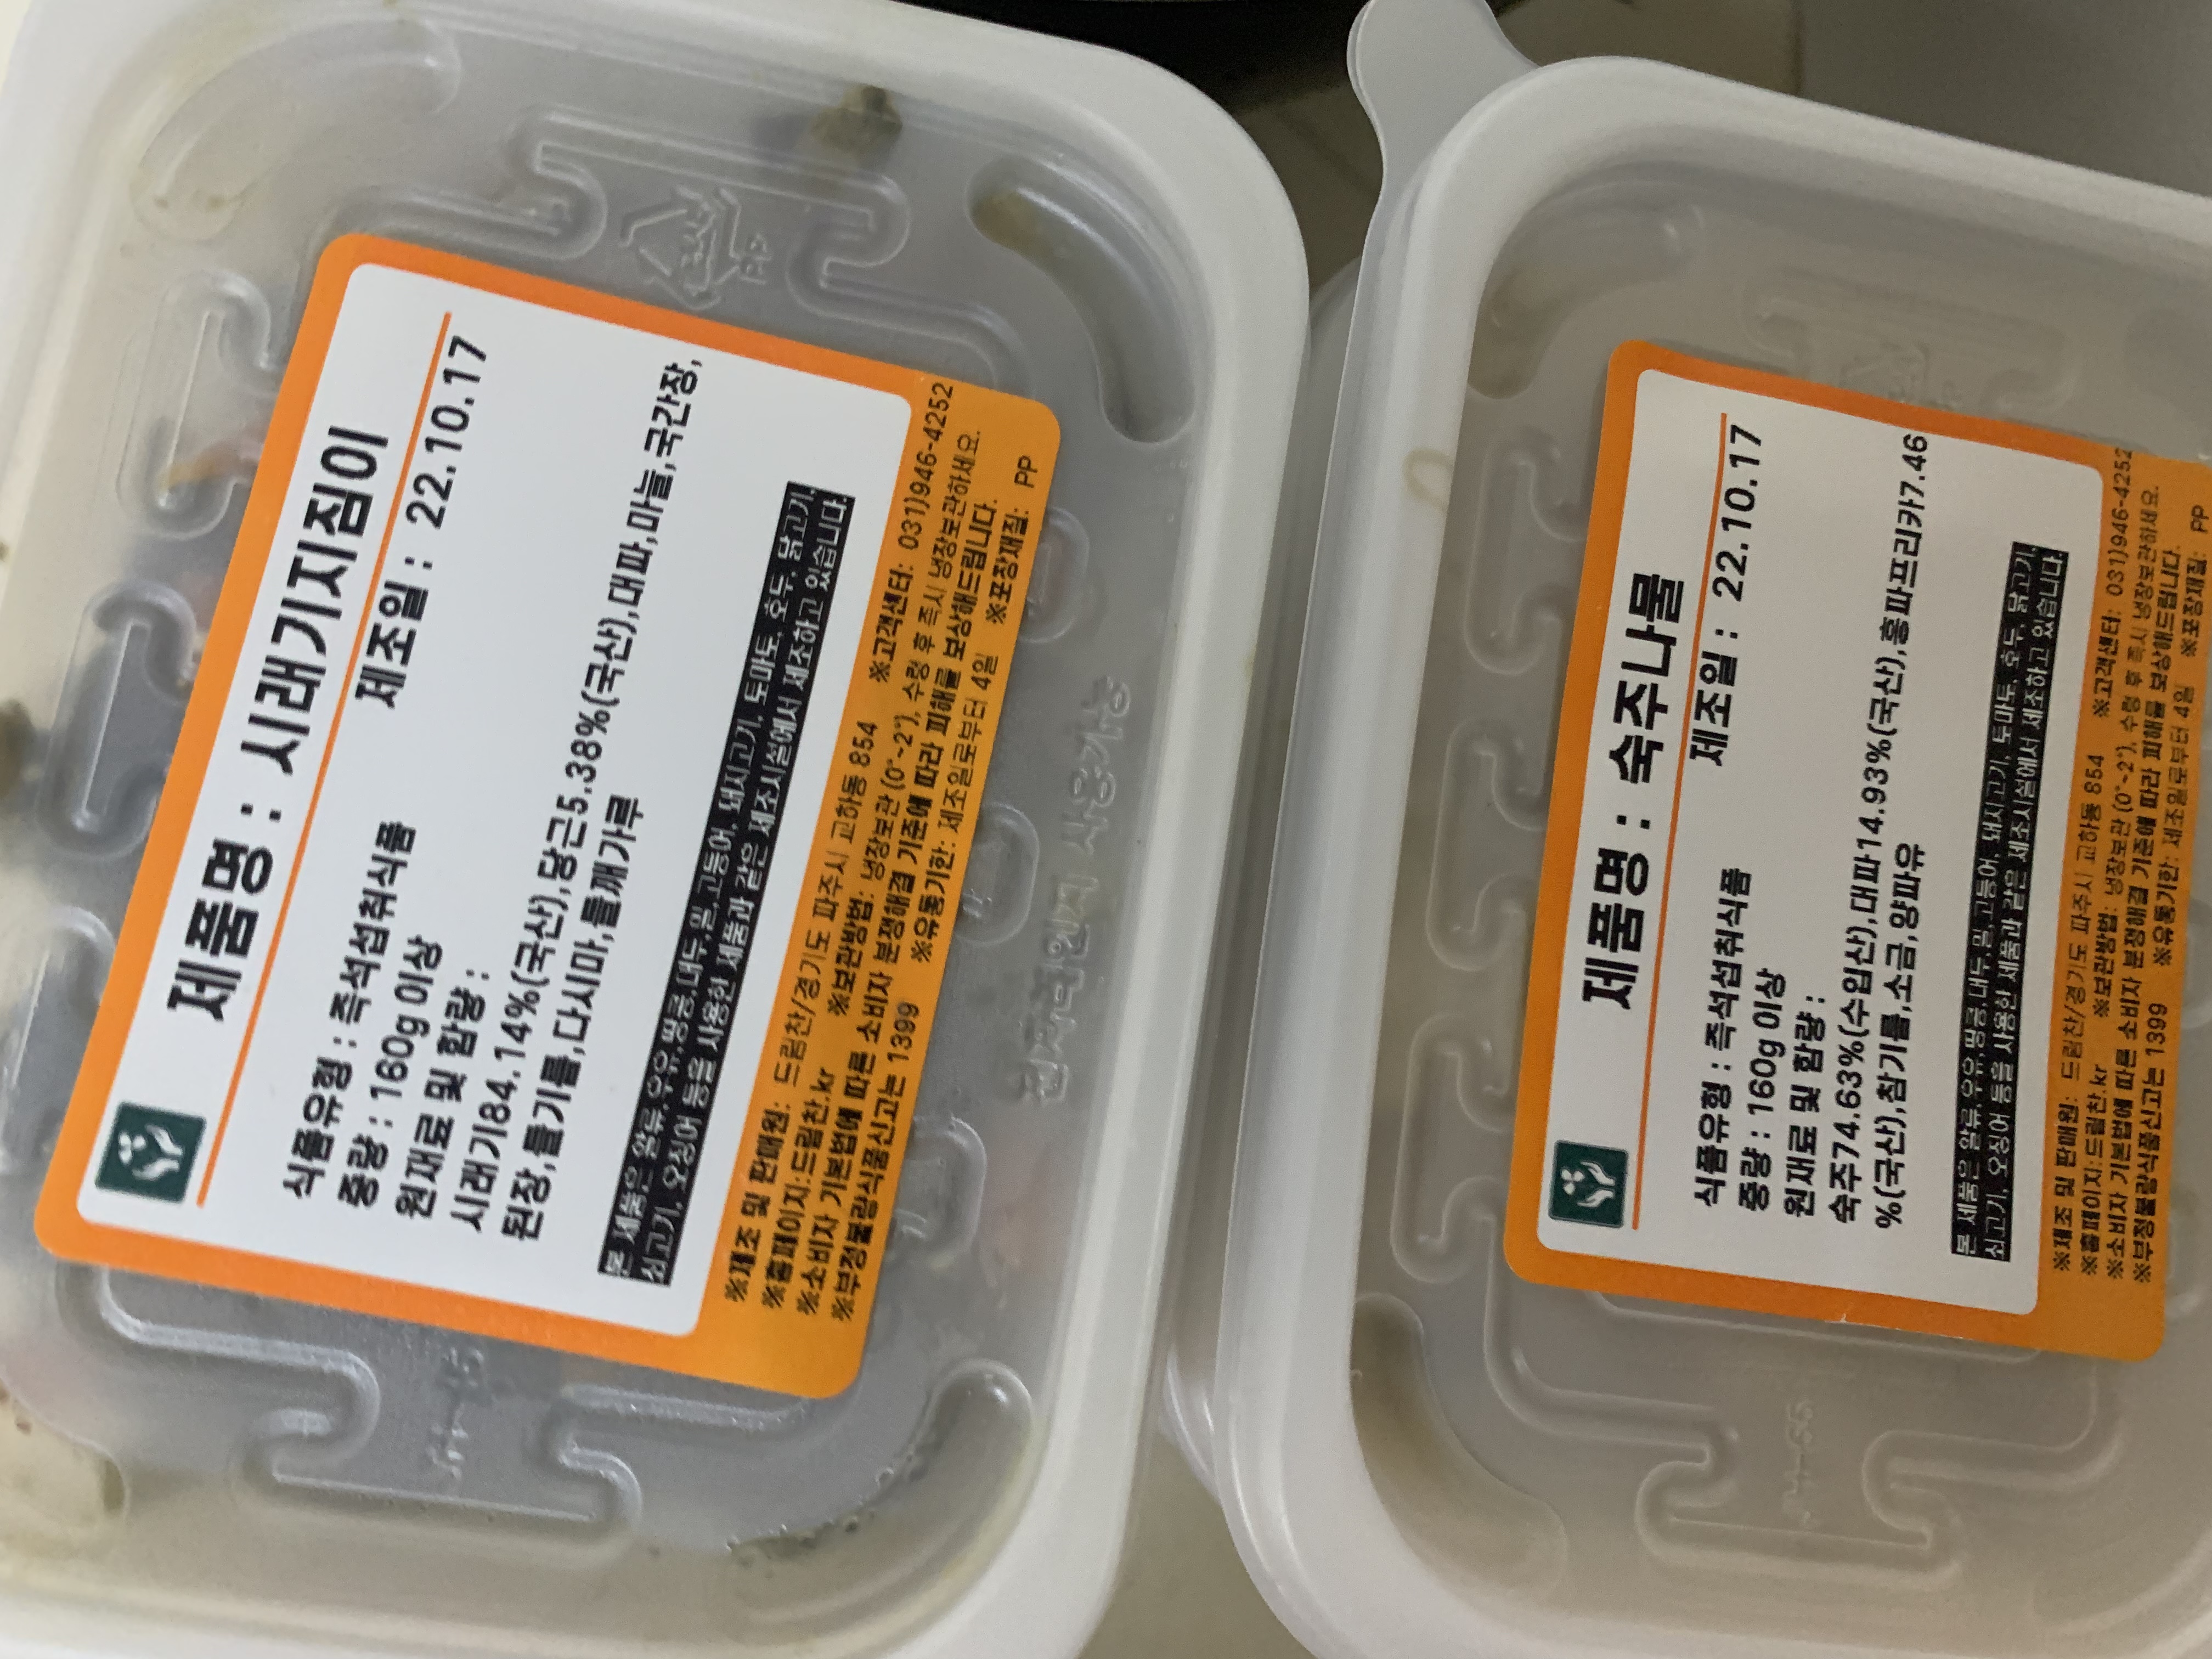 제품명 : 시래기지짐이
제조일 : 22.10.17
식품유형 : 즉석섭취식품
중량 : 160g 이상
원재료 및 함량 :
시래기84.14%(국산),당근5.38%(국산),대파,마늘,국간장,
된장,들기름,다시마,들깨가루
본 제품은 알류,우유,땅콩,대두,밀,고등어, 돼지고기, 토마토, 호두, 닭고기,
쇠고기, 오징어 등을 사용한 제품과 같은 제조시설에서 제조하고 있습니다.
※제조 및 판매원: 드림찬/경기도 파주시 교하동 854 ※고객센터: 031)946-4252
※홈페이지:드림찬.kr ※보관방법: 냉장보관 (0°~2°), 수령 후 즉시 냉장보관하세요.
※소비자 기본법에 따른 소비자 분쟁해결 기준에 따라 피해를 보상해드립니다.
※부정불량식품신고는 1399 ※유통기한: 제조일로부터 4일 ※포장재질: PP
PP
전자레인지 사용가능
제품명 : 숙주나물
제조일 : 22.10.17
식품유형 : 즉석섭취식품
중량 : 160g 이상
원재료 및 함량 :
숙주74.63%(수입산),대파14.93%(국산),홍파프리카7.46
%(국산),참기름,소금,양파유
본 제품은 알류,우유,땅콩,대두,밀,고등어, 돼지고기, 토마토, 호두, 닭고기,
쇠고기, 오징어 등을 사용한 제품과 같은 제조시설에서 제조하고 있습니다.
※제조 및 판매원: 드림찬/경기도 파주시 교하동 854 ※고객센터: 031)946-4252
※홈페이지:드림찬.kr ※보관방법: 냉장보관 (0°~2°), 수령 후 즉시 냉장보관하세요.
※소비자 기본법에 따른 소비자 분쟁해결 기준에 따라 피해를 보상해드립니다.
※부정불량식품신고는 1399 ※유통기한: 제조일로부터 4일 ※포장재질: PP